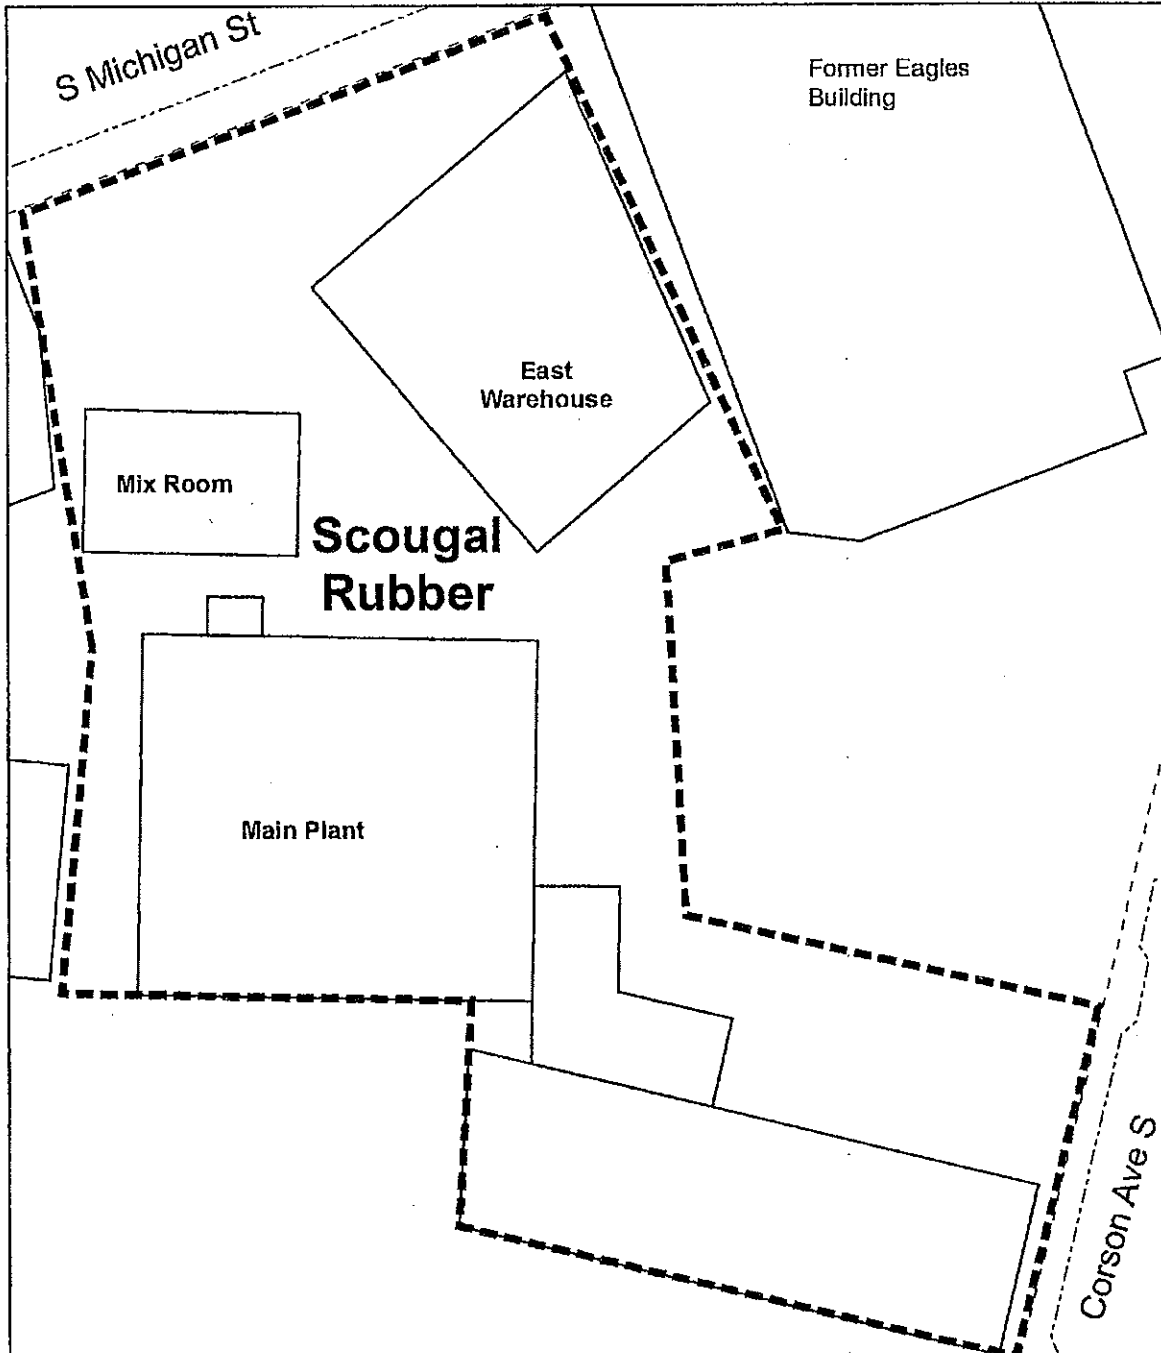 S Michigan St
Former Eagles
Building
East
Warehouse
Mix Room
Scougal
Rubber
Main Plant
Corson Ave S